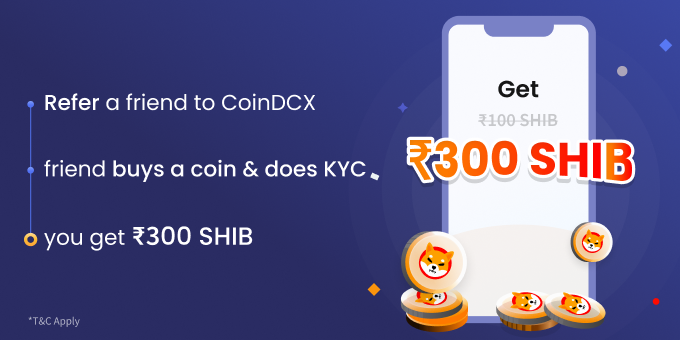 Refer a friend to CoinDCX
friend buys a coin & does KYC
you get ₹300 SHIB
*T&C Apply
Get
₹100 SHIB
₹300 SHIB